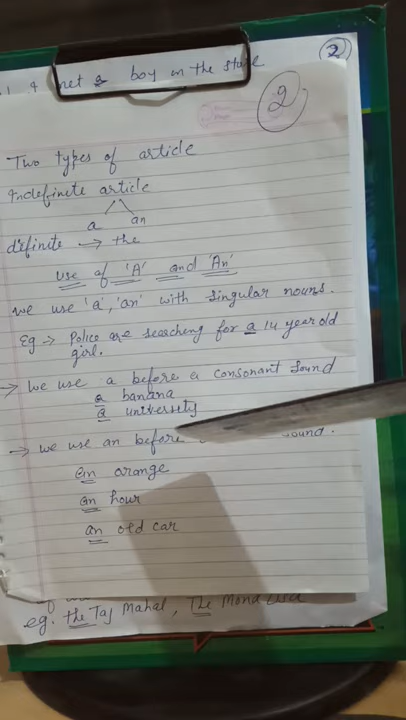 met a boy on the
2
2
Two types of article
Indefinite article
a an
definite → the
use of 'A' and 'An'
we use 'a', 'an' with singular nouns.
Eg → Police are searching for a 14 year old
girl.
→ we use a before a consonant sound
a banana
a university
→ we use an before sound.
an orange
an hour
an old car
eg. the Taj Mahal, The Mona Lisa